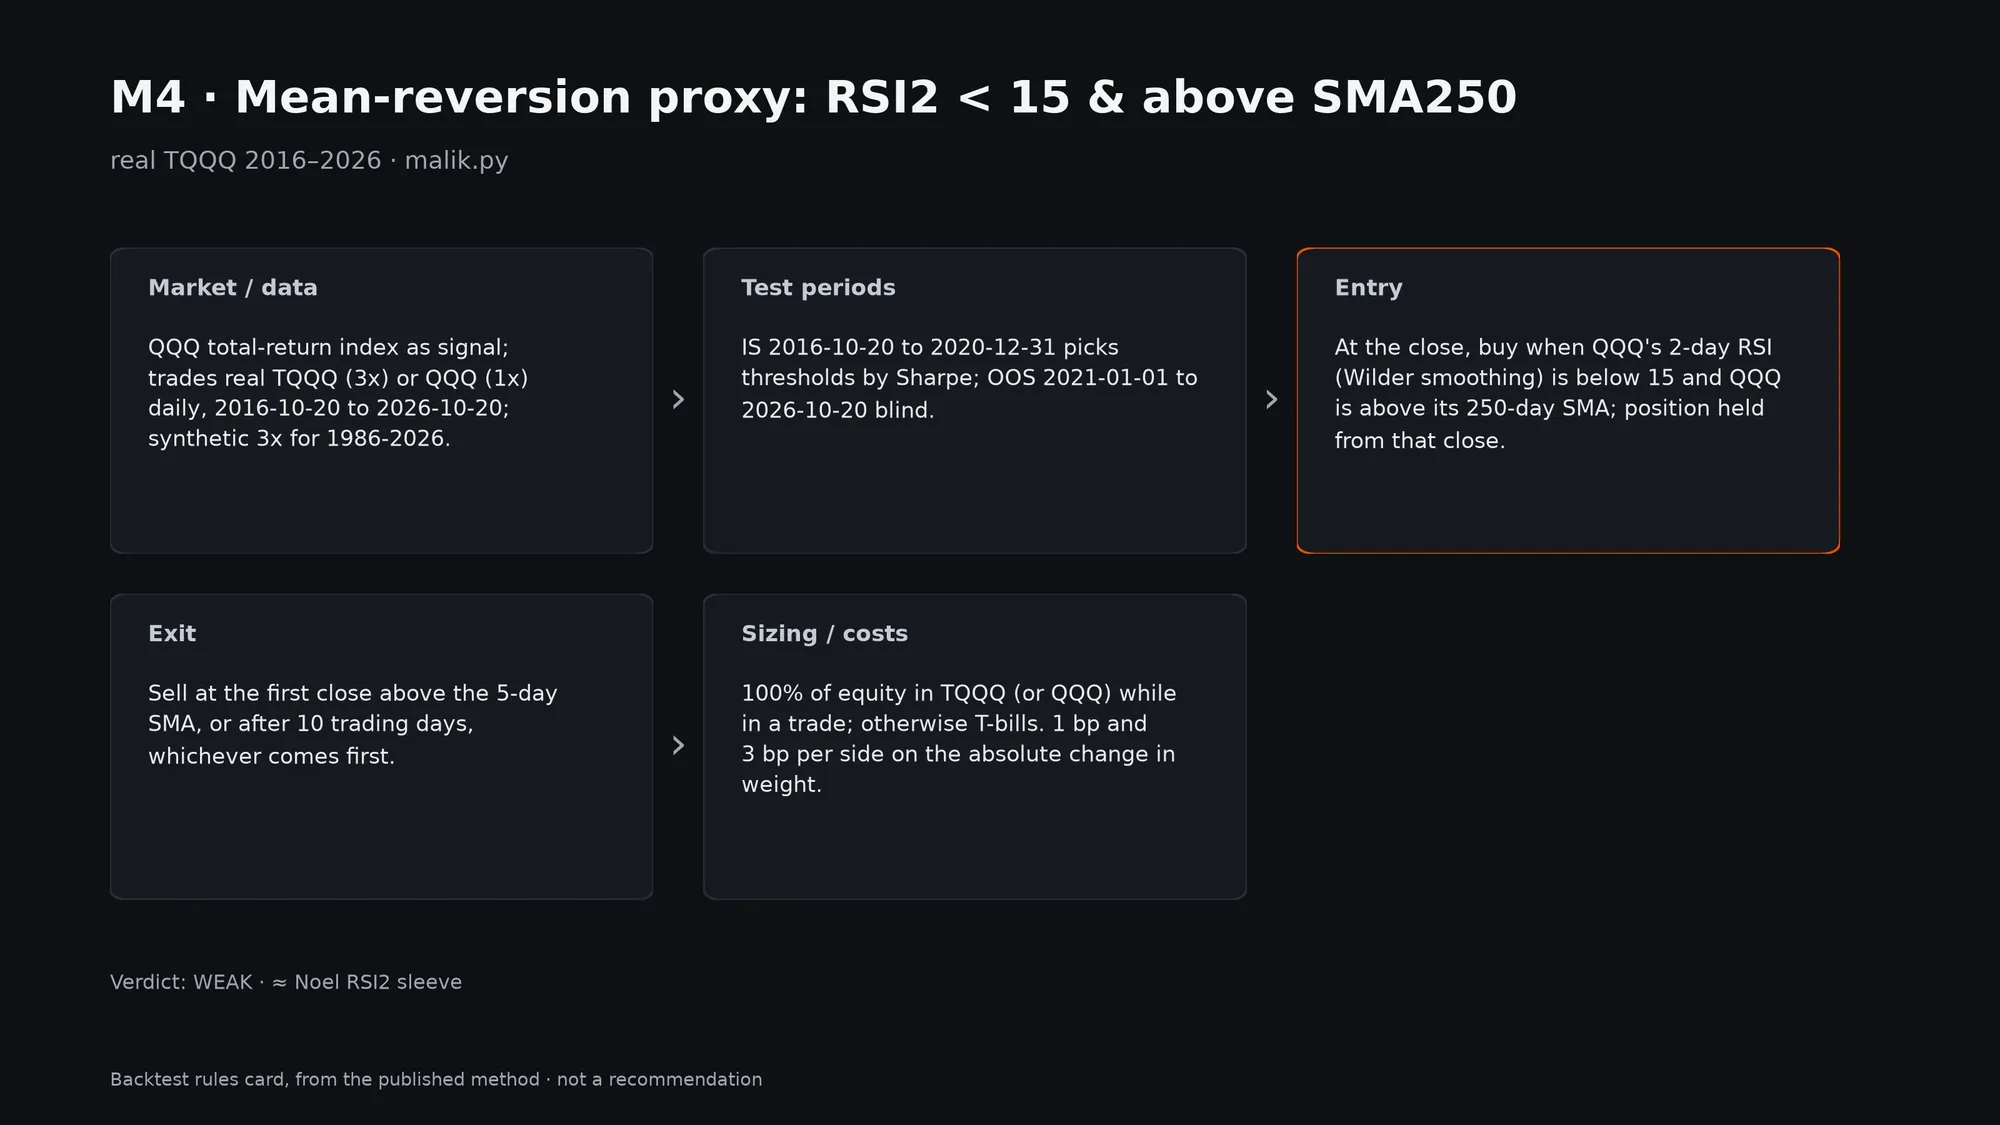 M4 · Mean-reversion proxy: RSI2 < 15 & above SMA250
real TQQQ 2016–2026 · malik.py
Market / data
QQQ total-return index as signal;
trades real TQQQ (3x) or QQQ (1x)
daily, 2016-10-20 to 2026-10-20;
synthetic 3x for 1986-2026.
›
Test periods
IS 2016-10-20 to 2020-12-31 picks
thresholds by Sharpe; OOS 2021-01-01 to
2026-10-20 blind.
›
Entry
At the close, buy when QQQ's 2-day RSI
(Wilder smoothing) is below 15 and QQQ
is above its 250-day SMA; position held
from that close.
Exit
Sell at the first close above the 5-day
SMA, or after 10 trading days,
whichever comes first.
›
Sizing / costs
100% of equity in TQQQ (or QQQ) while
in a trade; otherwise T-bills. 1 bp and
3 bp per side on the absolute change in
weight.
Verdict: WEAK · ≈ Noel RSI2 sleeve
Backtest rules card, from the published method · not a recommendation